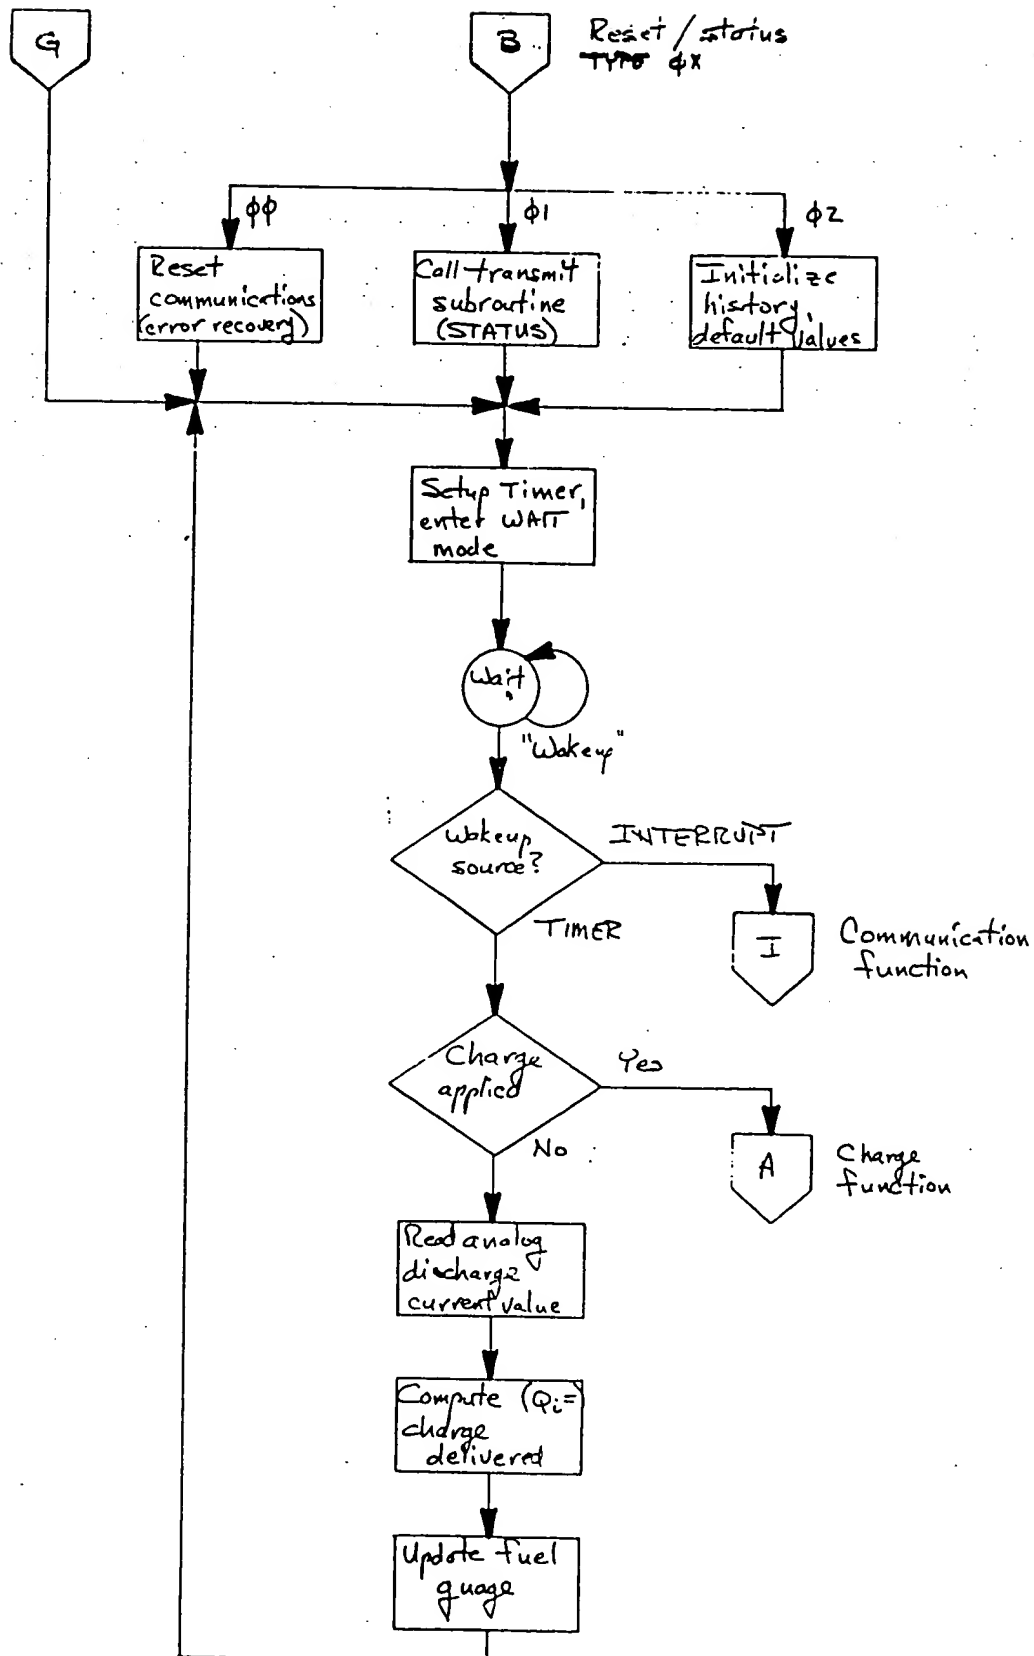 G
B
Reset / status
TYPE φX
φφ
φ1
φ2
Reset
communications
(error recovery)
Call transmit
subroutine
(STATUS)
Initialize
history,
default values
Setup Timer,
enter WAIT
mode
Wait
"Wakeup"
Wakeup
source?
INTERRUPT
TIMER
I
Communication
function
Charge
applied
Yes
No
A
Charge
function
Read analog
discharge
current value
Compute (Qi=)
charge
delivered
Update fuel
guage